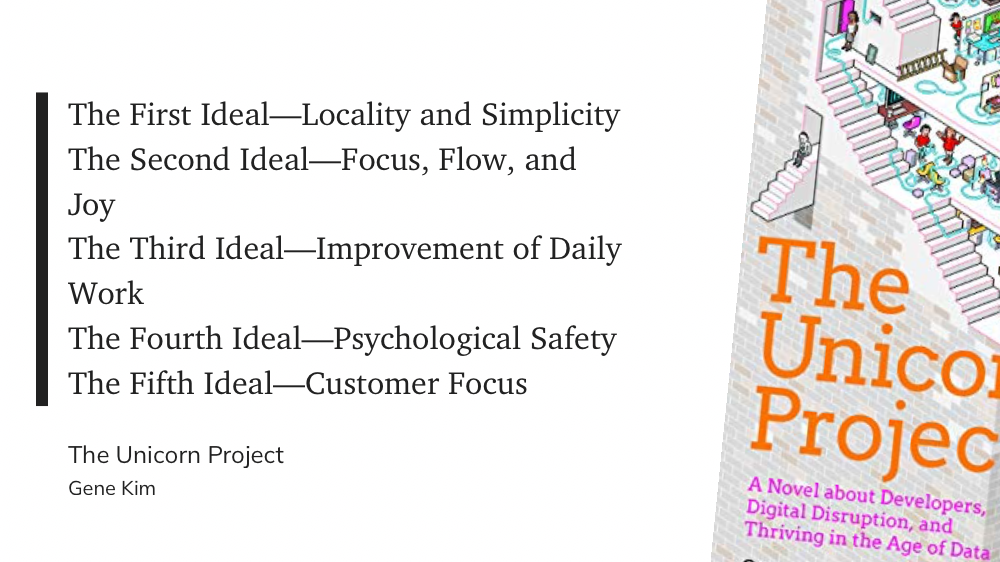 The First Ideal—Locality and Simplicity
The Second Ideal—Focus, Flow, and
Joy
The Third Ideal—Improvement of Daily
Work
The Fourth Ideal—Psychological Safety
The Fifth Ideal—Customer Focus
The Unicorn Project
Gene Kim
The
Unicor
Projec
A Novel about Developers,
Digital Disruption, and
Thriving in the Age of Data